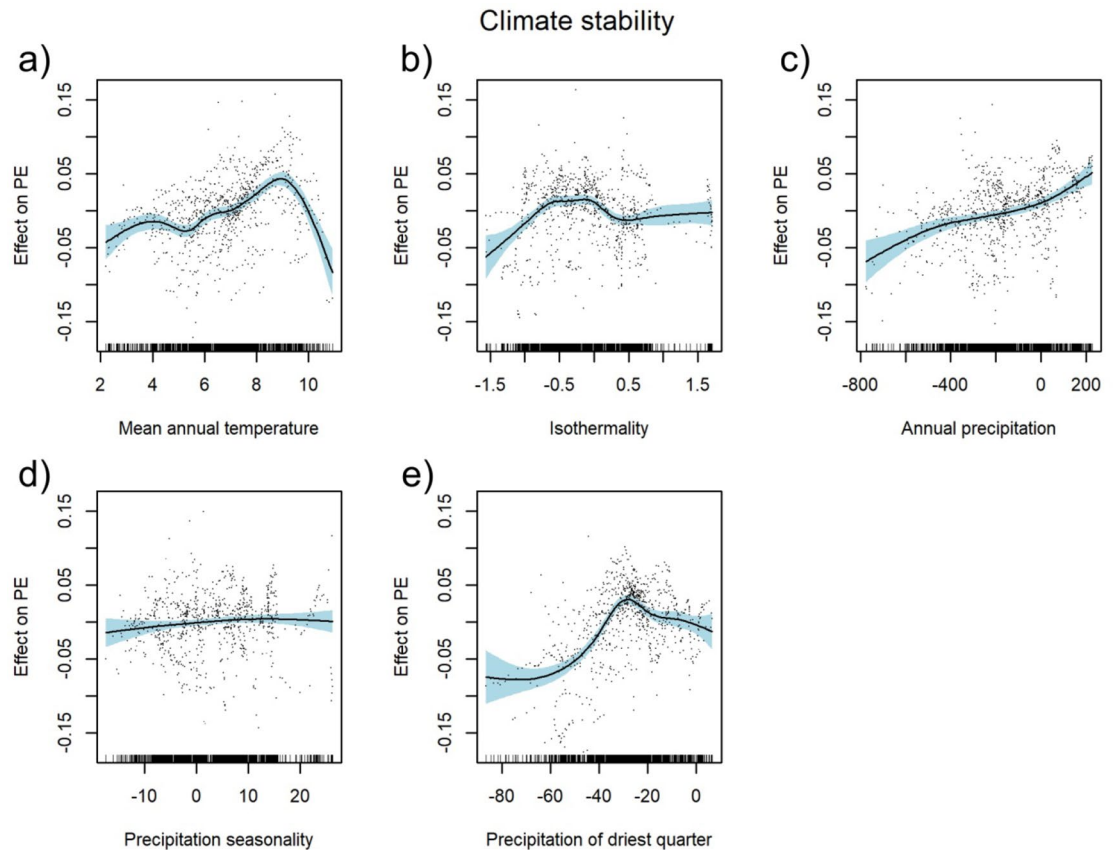 Climate stability
a)
b)
c)
0.15
0.05
-0.05
-0.15
Effect on PE
2 4 6 8 10
Mean annual temperature
0.15
0.05
-0.05
-0.15
Effect on PE
-1.5 -0.5 0.5 1.5
Isothermality
0.15
0.05
-0.05
-0.15
Effect on PE
-800 -400 0 200
Annual precipitation
d)
e)
0.15
0.05
-0.05
-0.15
Effect on PE
-10 0 10 20
Precipitation seasonality
0.15
0.05
-0.05
-0.15
Effect on PE
-80 -60 -40 -20 0
Precipitation of driest quarter